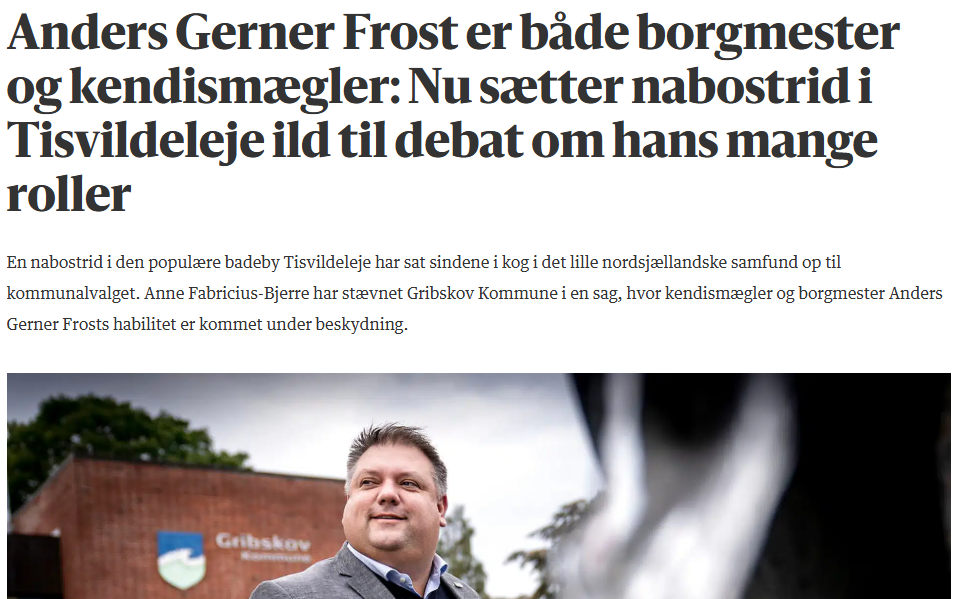 Anders Gerner Frost er både borgmester
og kendismægler: Nu sætter nabostrid i
Tisvildeleje ild til debat om hans mange
roller
En nabostrid i den populære badeby Tisvildeleje har sat sindene i kog i det lille nordsjællandske samfund op til
kommunalvalget. Anne Fabricius-Bjerre har stævnet Gribskov Kommune i en sag, hvor kendismægler og borgmester Anders
Gerner Frosts habilitet er kommet under beskydning.
Gribskov
Kommune